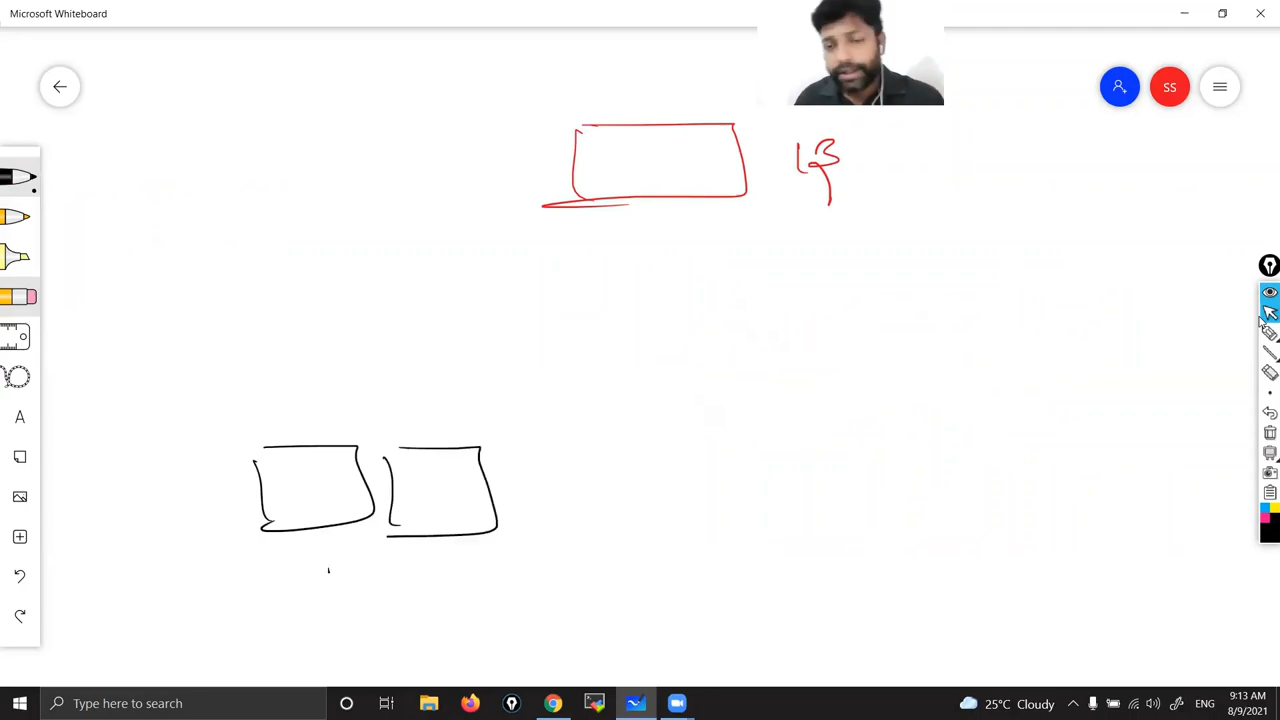 Microsoft Whiteboard
SS
A
Type here to search
25°C Cloudy
ENG
9:13 AM
8/9/2021